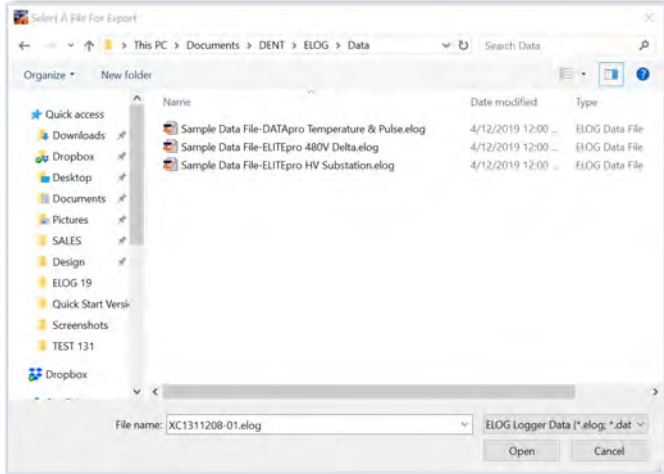 Select A File For Export
This PC > Documents > DENT > ELOG > Data
Search Data
Organize
New folder
Name
Date modified
Type
Quick access
Downloads
Dropbox
Desktop
Documents
Pictures
SALES
Design
ELOG 19
Quick Start Versi
Screenshots
TEST 131
Dropbox
Sample Data File-DATApro Temperature & Pulse.elog 4/12/2019 12:00 ... ELOG Data File
Sample Data File-ELITEpro 480V Delta.elog 4/12/2019 12:00 ... ELOG Data File
Sample Data File-ELITEpro HV Substation.elog 4/12/2019 12:00 ... ELOG Data File
File name: XC1311208-01.elog
ELOG Logger Data (*.elog; *.dat
Open
Cancel